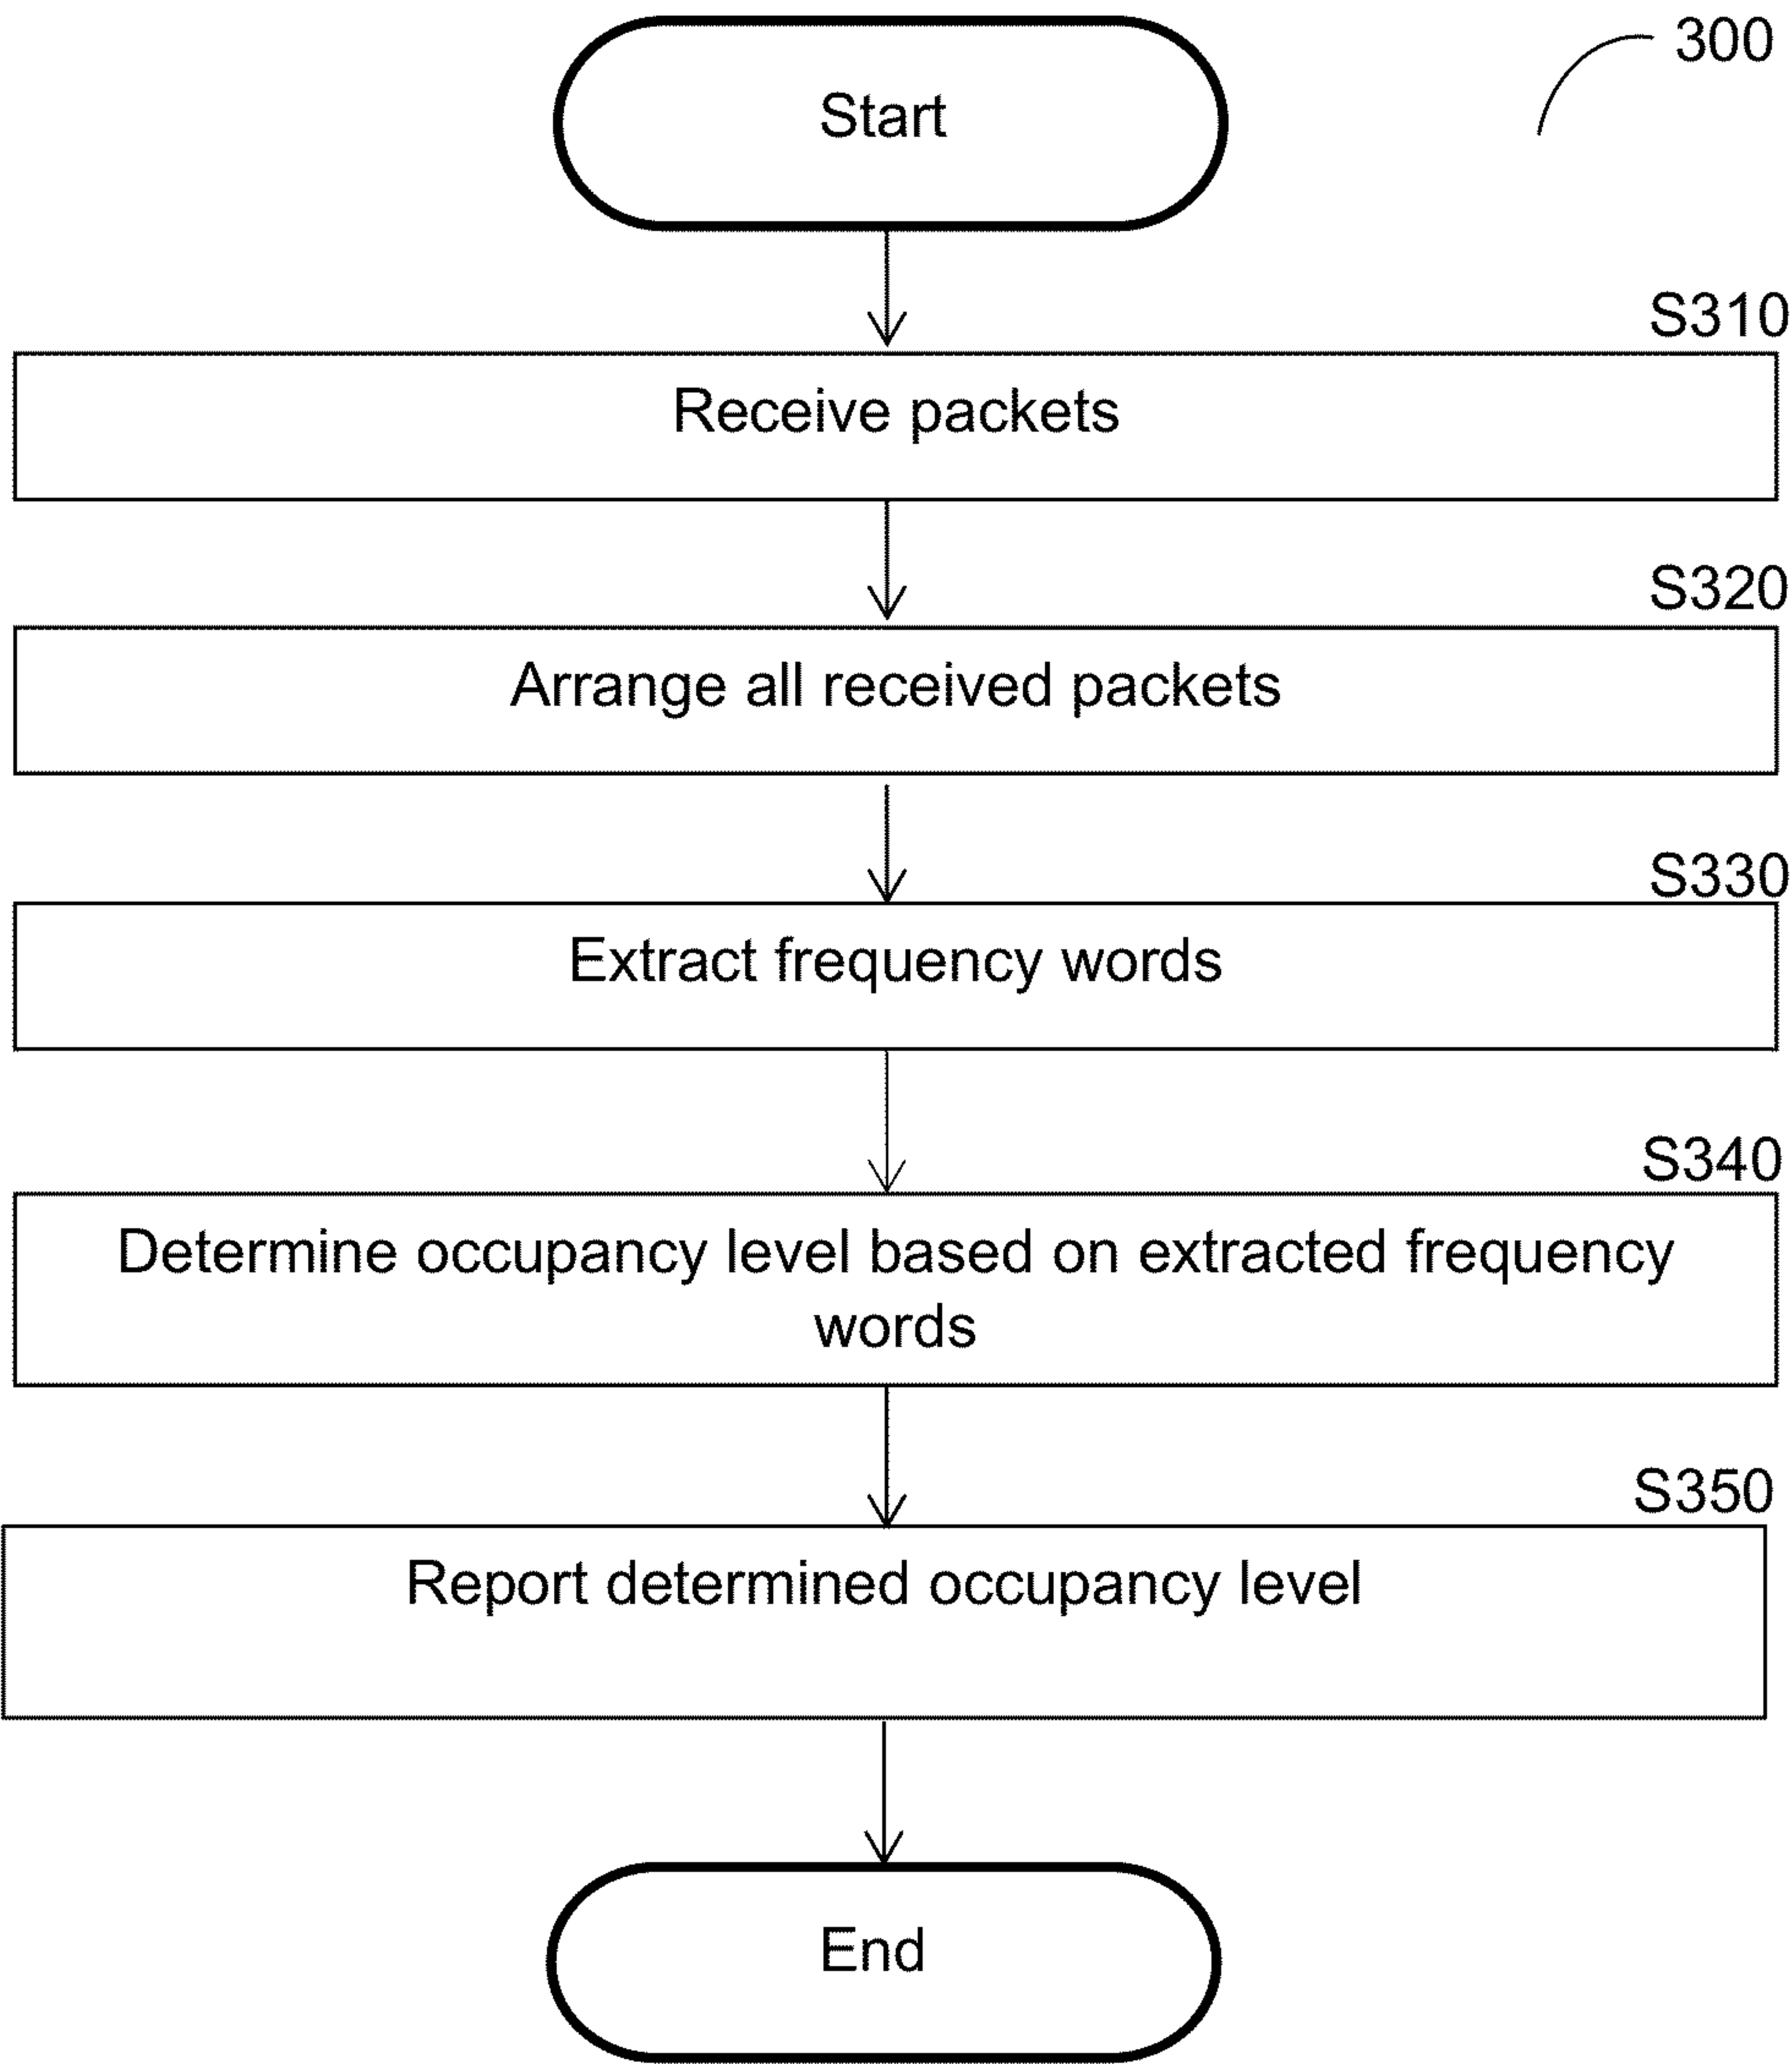 300
Start
S310
Receive packets
S320
Arrange all received packets
S330
Extract frequency words
S340
Determine occupancy level based on extracted frequency
words
S350
Report determined occupancy level
End